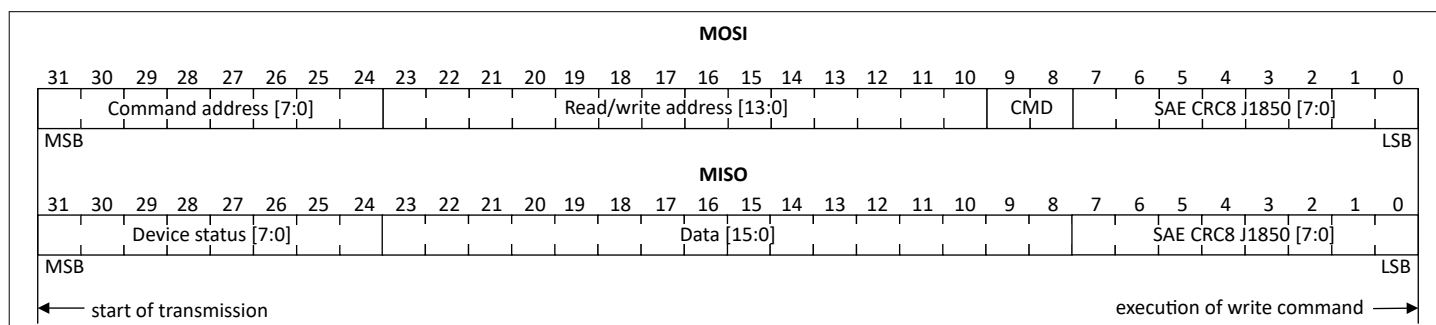 MOSI
31 30 29 28 27 26 25 24 23 22 21 20 19 18 17 16 15 14 13 12 11 10 9 8 7 6 5 4 3 2 1 0
Command address [7:0] Read/write address [13:0] CMD SAE CRC8 J1850 [7:0]
MSB LSB
MISO
31 30 29 28 27 26 25 24 23 22 21 20 19 18 17 16 15 14 13 12 11 10 9 8 7 6 5 4 3 2 1 0
Device status [7:0] Data [15:0] SAE CRC8 J1850 [7:0]
MSB LSB
start of transmission execution of write command